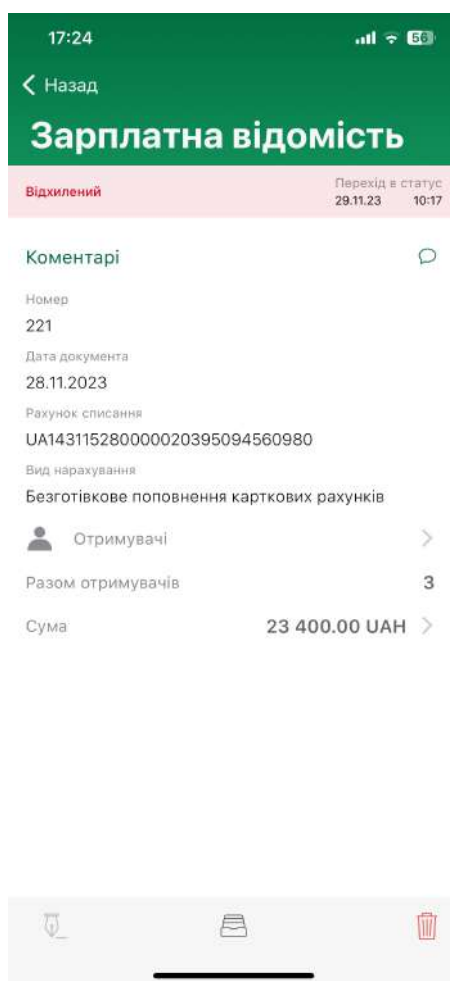 17:24 56
Назад
Зарплатна відомість
Відхилений Перехід в статус
29.11.23 10:17
Коментарі
Номер
221
Дата документа
28.11.2023
Рахунок списання
UA143115280000020395094560980
Вид нарахування
Безготівкове поповнення карткових рахунків
Отримувачі
Разом отримувачів 3
Сума 23 400.00 UAH